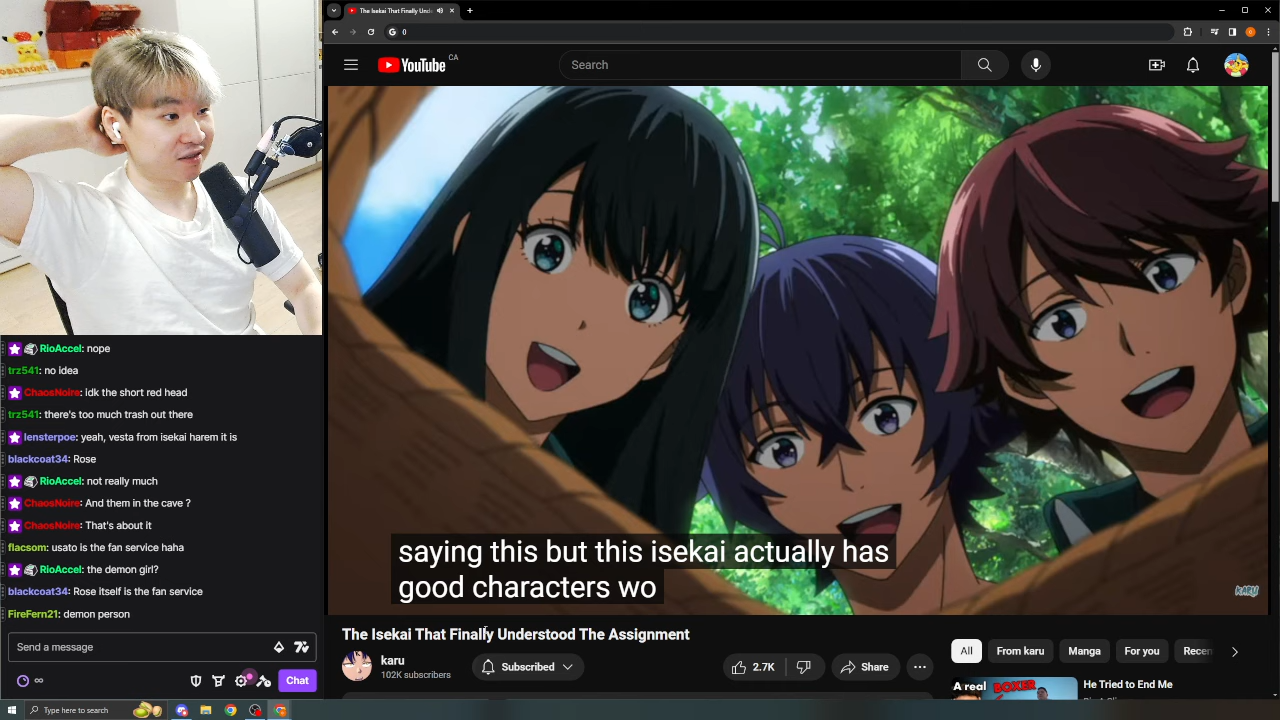 The Isekai That Finally Und
0
YouTube CA
Search
RioAccel: nope
trz541: no idea
ChaosNoire: idk the short red head
trz541: there's too much trash out there
lensterpoe: yeah, vesta from isekai harem it is
blackcoat34: Rose
RioAccel: not really much
ChaosNoire: And them in the cave ?
ChaosNoire: That's about it
flacsom: usato is the fan service haha
RioAccel: the demon girl?
blackcoat34: Rose itself is the fan service
FireFern21: demon person
Send a message
∞
Chat
saying this but this isekai actually has
good characters wo
KARU
The Isekai That Finally Understood The Assignment
karu
102K subscribers
Subscribed
2.7K
Share
All
From karu
Manga
For you
Recen
A real BOXER
He Tried to End Me
Type here to search